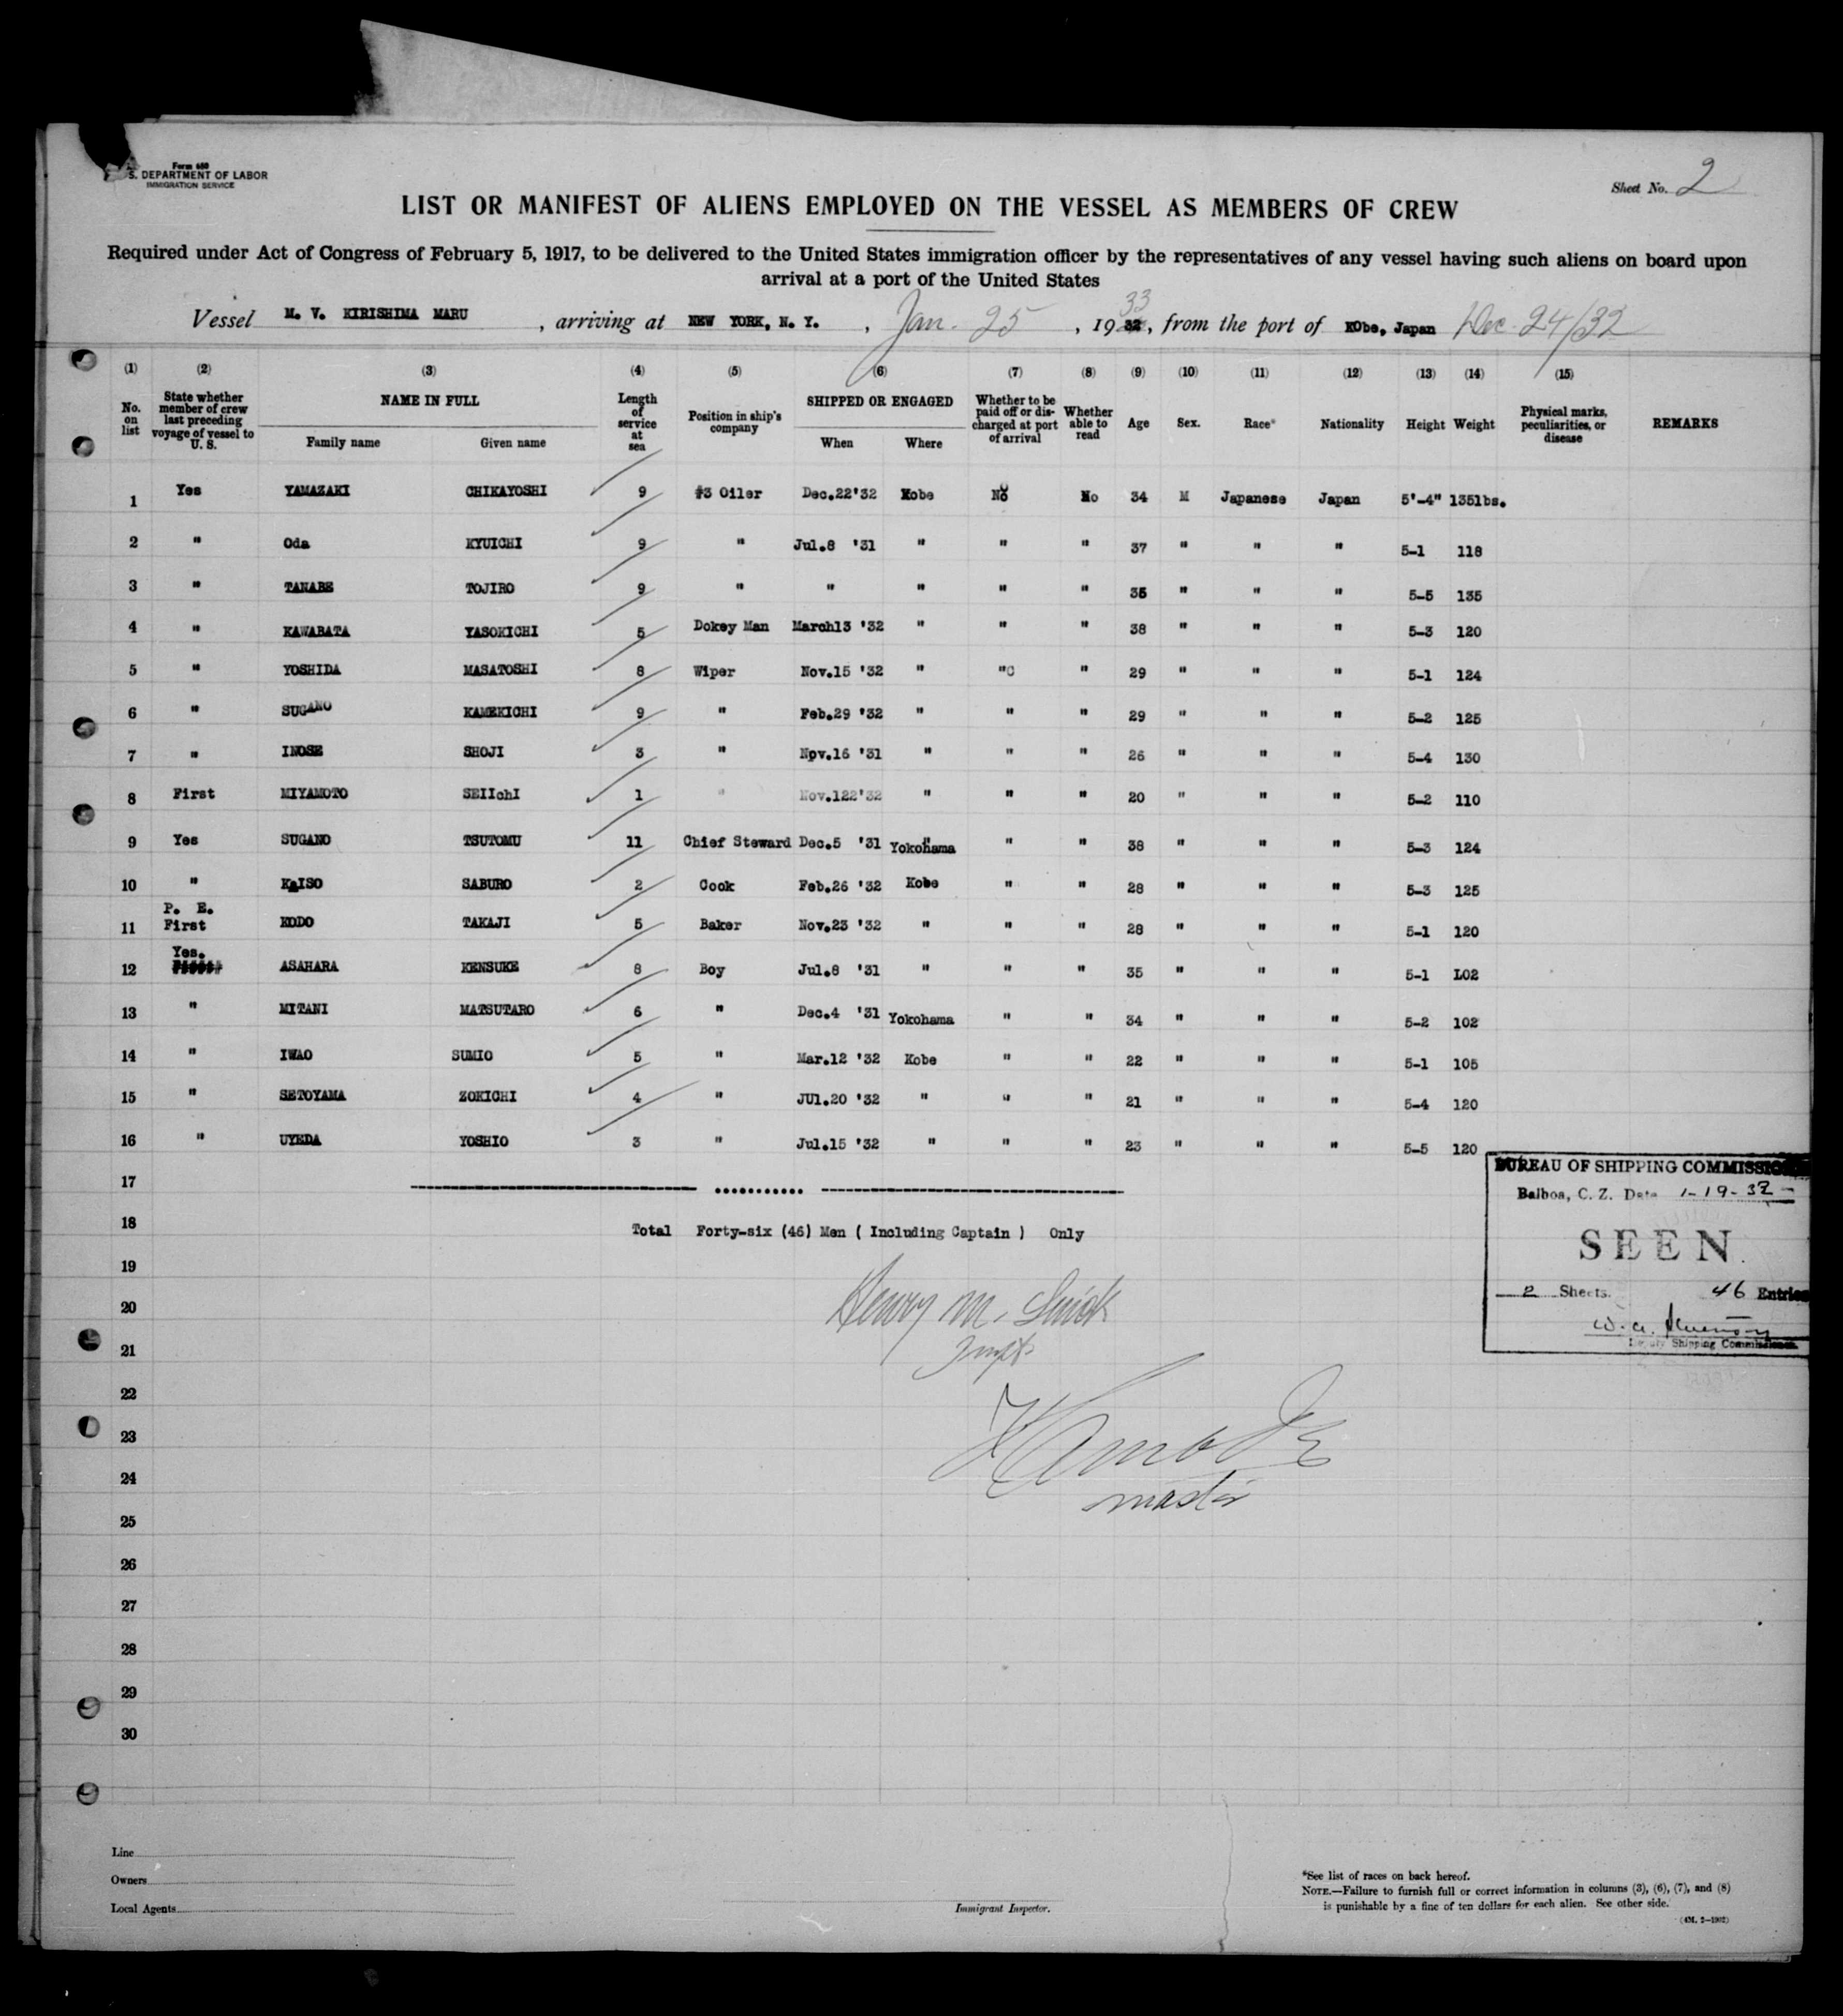 Form 680
S. DEPARTMENT OF LABOR
IMMIGRATION SERVICE
Sheet No. 2
LIST OR MANIFEST OF ALIENS EMPLOYED ON THE VESSEL AS MEMBERS OF CREW
Required under Act of Congress of February 5, 1917, to be delivered to the United States immigration officer by the representatives of any vessel having such aliens on board upon
arrival at a port of the United States
Vessel M. V. KIRISHIMA MARU, arriving at NEW YORK, N. Y., Jan. 25, 19 32 33, from the port of KObe, Japan Dec 24/32
(1) (2) (3) (4) (5) (6) (7) (8) (9) (10) (11) (12) (13) (14) (15)
No. on list
State whether member of crew last preceding voyage of vessel to U. S.
NAME IN FULL
Family name Given name
Length of service at sea
Position in ship's company
SHIPPED OR ENGAGED
When Where
Whether to be paid off or discharged at port of arrival
Whether able to read
Age Sex. Race* Nationality Height Weight
Physical marks, peculiarities, or disease
REMARKS
1 Yes YAMAZAKI CHIKAYOSHI 9 #3 Oiler Dec.22'32 Kobe No No 34 M Japanese Japan 5'-4" 135lbs.
2 " Oda KYUICHI 9 " Jul.8 '31 " " " 37 " " " 5-1 118
3 " TANABE TOJIRO 9 " " " " " 35 " " " 5-5 135
4 " KAWABATA YASOKICHI 5 Dokey Man March13 '32 " " " 38 " " " 5-3 120
5 " YOSHIDA MASATOSHI 8 Wiper Nov.15 '32 " " " 29 " " " 5-1 124
6 " SUGANO KAMEKICHI 9 " Feb.29 '32 " " " 29 " " " 5-2 125
7 " INOSE SHOJI 3 " Nov.16 '31 " " " 26 " " " 5-4 130
8 First MIYAMOTO SEIIchI 1 " Nov.122'32 " " " 20 " " " 5-2 110
9 Yes SUGANO TSUTOMU 11 Chief Steward Dec.5 '31 Yokohama " " 38 " " " 5-3 124
10 " KaISO SABURO 2 Cook Feb.26 '32 Kobe " " 28 " " " 5-3 125
P. E.
11 First KODO TAKAJI 5 Baker Nov.23 '32 " " " 28 " " " 5-1 120
Yes.
12 ASAHARA KENSUKE 8 Boy Jul.8 '31 " " " 35 " " " 5-1 L02
13 " MITANI MATSUTARO 6 " Dec.4 '31 Yokohama " " 34 " " " 5-2 102
14 " IWAO SUMIO 5 " Mar.12 '32 Kobe " " 22 " " " 5-1 105
15 " SETOYAMA ZOKICHI 4 " JUl.20 '32 " " " 21 " " " 5-4 120
16 " UYEDA YOSHIO 3 " Jul.15 '32 " " " 23 " " " 5-5 120
17
18 Total Forty-six (46) Men ( Including Captain ) Only
BUREAU OF SHIPPING COMMISSION
Balboa, C. Z. Date 1-19-32
SEEN
2 Sheets. 46 Entries
W. A.
Deputy Shipping Commissioner
19
20 Henry M.
21
22
23
24 master
25
26
27
28
29
30
Line
Owners
Local Agents
Immigrant Inspector.
*See list of races on back hereof.
NOTE.—Failure to furnish full or correct information in columns (3), (6), (7), and (8)
is punishable by a fine of ten dollars for each alien. See other side.